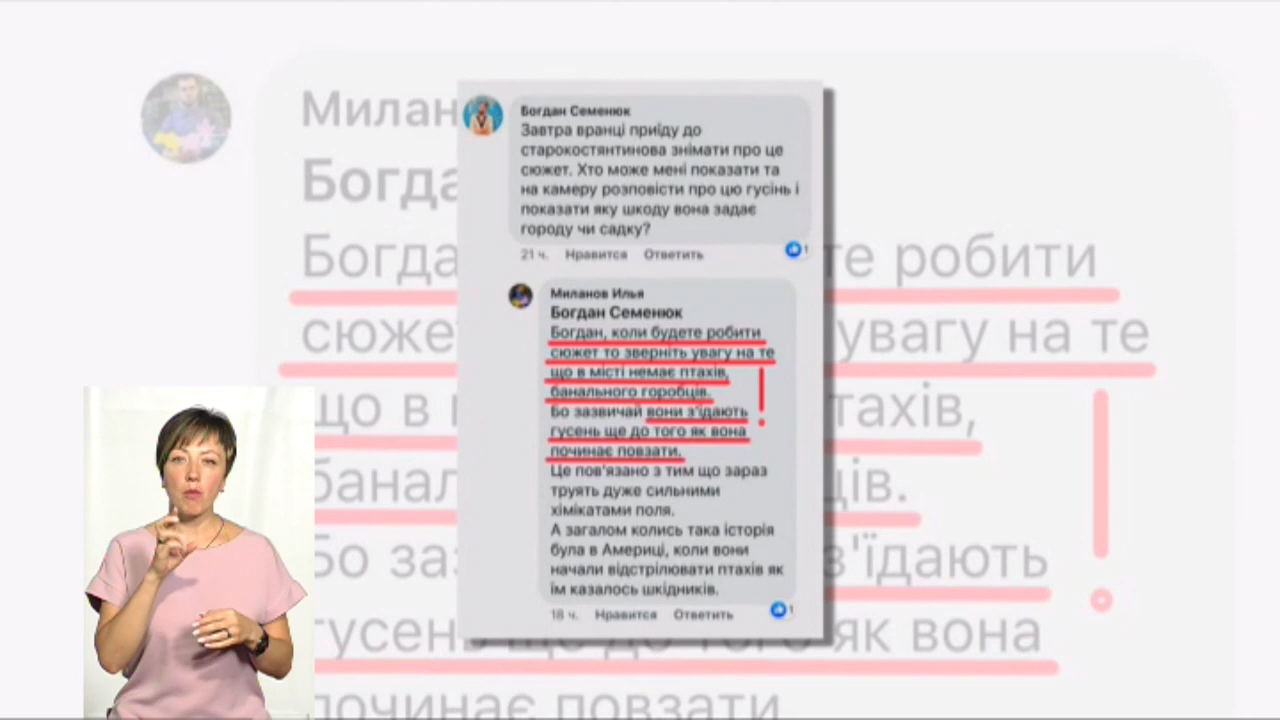 Богдан Семенюк
Завтра вранці приїду до
старокостянтинова знімати про це
сюжет. Хто може мені показати та
на камеру розповісти про цю гусінь і
показати яку шкоду вона задає
городу чи садку?
21 ч. Нравится Ответить 1
Миланов Илья
Богдан Семенюк
Богдан, коли будете робити
сюжет то зверніть увагу на те
що в місті немає птахів,
банального горобців.
Бо зазвичай вони з'їдають
гусень ще до того як вона
починає повзати.
Це пов'язано з тим що зараз
труять дуже сильними
хімікатами поля.
А загалом колись така історія
була в Америці, коли вони
начали відстрілювати птахів як
їм казалось шкідників.
18 ч. Нравится Ответить 1
Милан
Богда
Богда те робити
сюже увагу на те
що в тахів,
банал ців.
Бо за з'їдають
гусень ще до того як вона
починає повзати